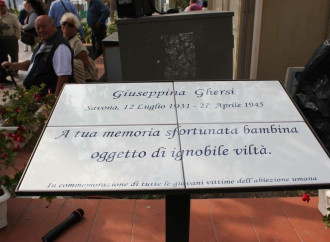 Giuseppina Ghersi
Savona, 12 Luglio 1931 - 27 Aprile 1945
A tua memoria sfortunata bambina
oggetto di ignobile viltà.
In commemorazione di tutte le giovani vittime dell'abiezione umana